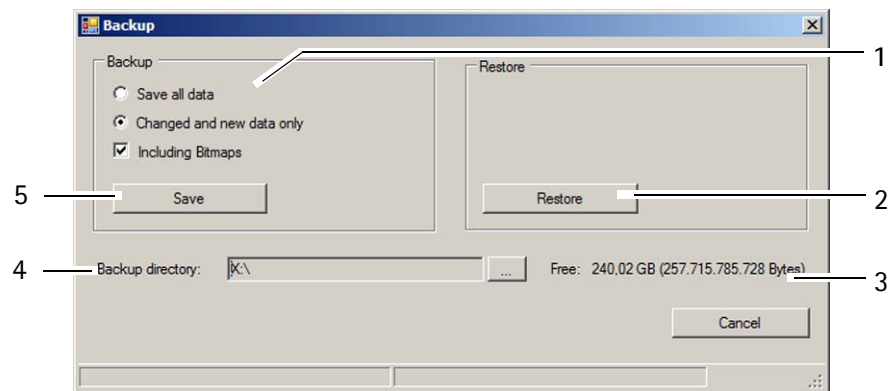 Backup
Backup
Restore
1
Save all data
Changed and new data only
Including Bitmaps
5
Save
Restore
2
4
Backup directory:
X:\
...
Free: 240,02 GB (257.715.785.728 Bytes)
3
Cancel